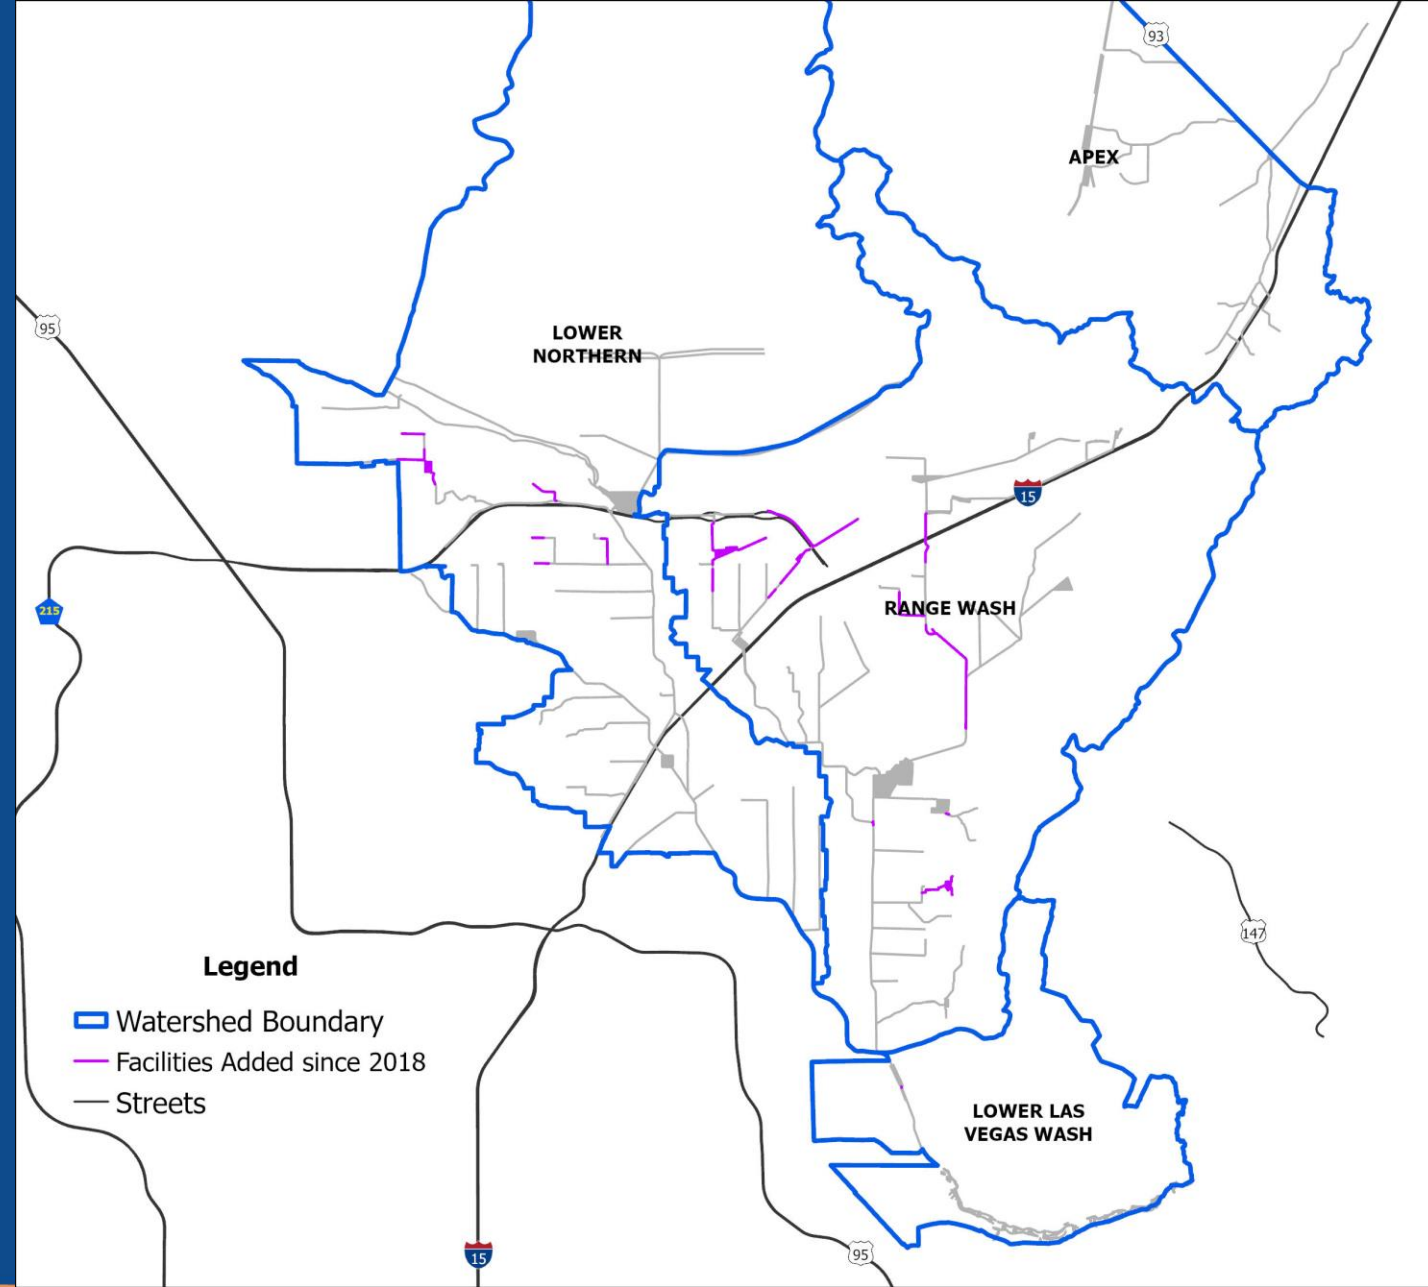 93
APEX
95
LOWER
NORTHERN
15
215
RANGE WASH
147
Legend
Watershed Boundary
Facilities Added since 2018
Streets
LOWER LAS
VEGAS WASH
15
95